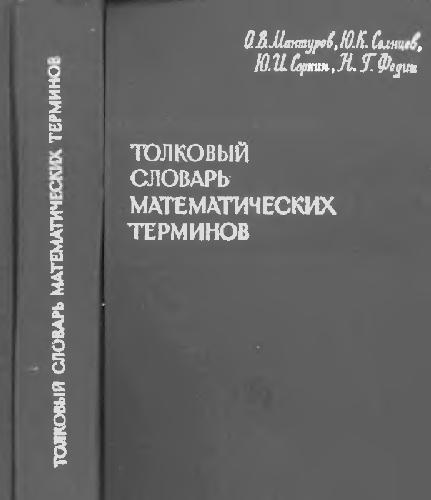 О.В.Мантуров, Ю.К.Солнцев,
Ю.И.Соркин, Н.Г.Федин
ТОЛКОВЫЙ
СЛОВАРЬ
МАТЕМАТИЧЕСКИХ
ТЕРМИНОВ
ТОЛКОВЫЙ СЛОВАРЬ МАТЕМАТИЧЕСКИХ ТЕРМИНОВ